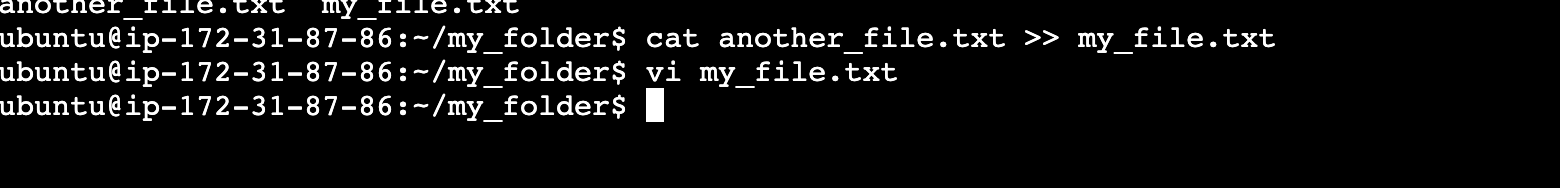 another_file.txt  my_file.txt
ubuntu@ip-172-31-87-86:~/my_folder$ cat another_file.txt >> my_file.txt
ubuntu@ip-172-31-87-86:~/my_folder$ vi my_file.txt
ubuntu@ip-172-31-87-86:~/my_folder$